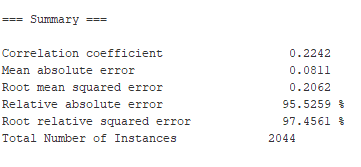 === Summary ===
Correlation coefficient 0.2242
Mean absolute error 0.0811
Root mean squared error 0.2062
Relative absolute error 95.5259 %
Root relative squared error 97.4561 %
Total Number of Instances 2044